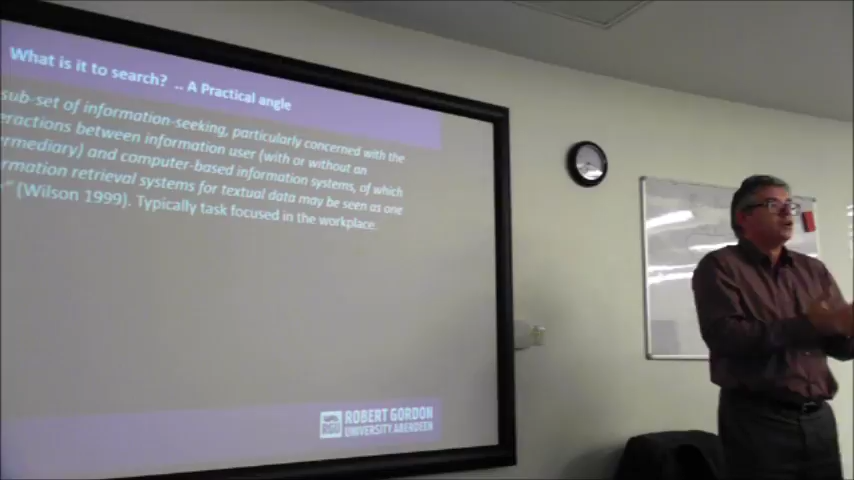 What is it to search? .. A Practical angle
sub-set of information-seeking, particularly concerned with the
eractions between information user (with or without an
ermediary) and computer-based information systems, of which
rmation retrieval systems for textual data may be seen as one
" (Wilson 1999). Typically task focused in the workplace.
RGU
ROBERT GORDON
UNIVERSITY ABERDEEN